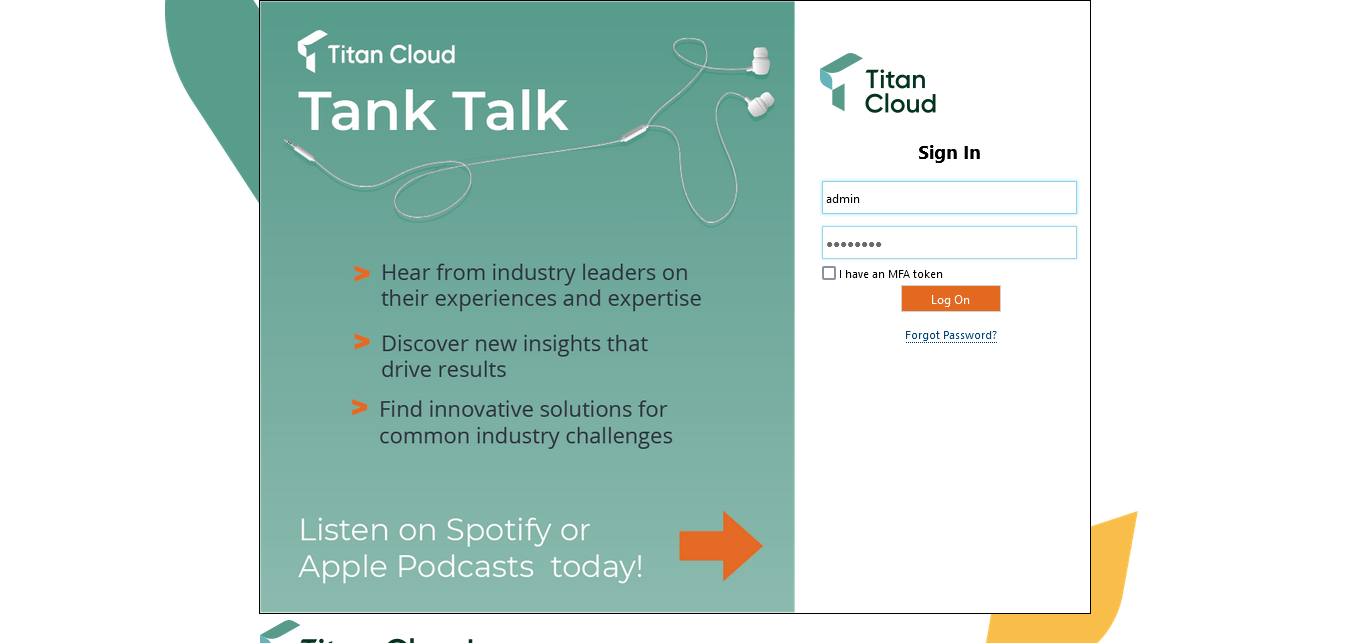 Titan Cloud
Tank Talk
> Hear from industry leaders on
their experiences and expertise
> Discover new insights that
drive results
> Find innovative solutions for
common industry challenges
Listen on Spotify or
Apple Podcasts today!
Titan
Cloud
Sign In
admin
••••••••
I have an MFA token
Log On
Forgot Password?
Titan Cloud